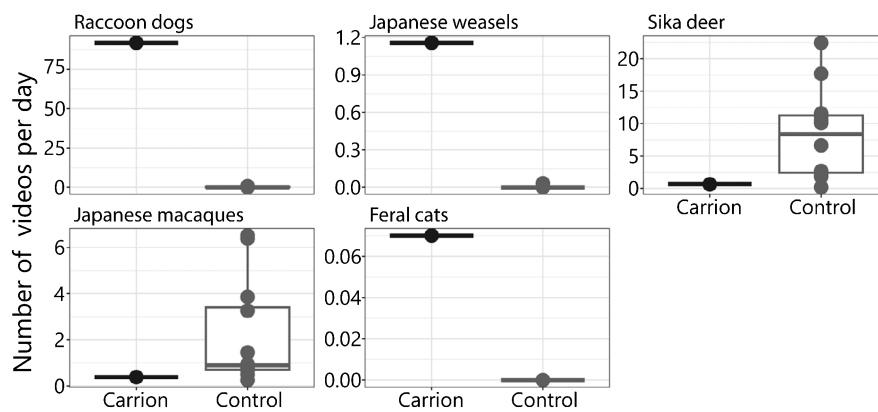 Number of videos per day
Raccoon dogs
75
50
25
0
Japanese weasels
1.2
0.9
0.6
0.3
0.0
Sika deer
20
15
10
5
0
Carrion Control
Japanese macaques
6
4
2
0
Carrion Control
Feral cats
0.06
0.04
0.02
0.00
Carrion Control